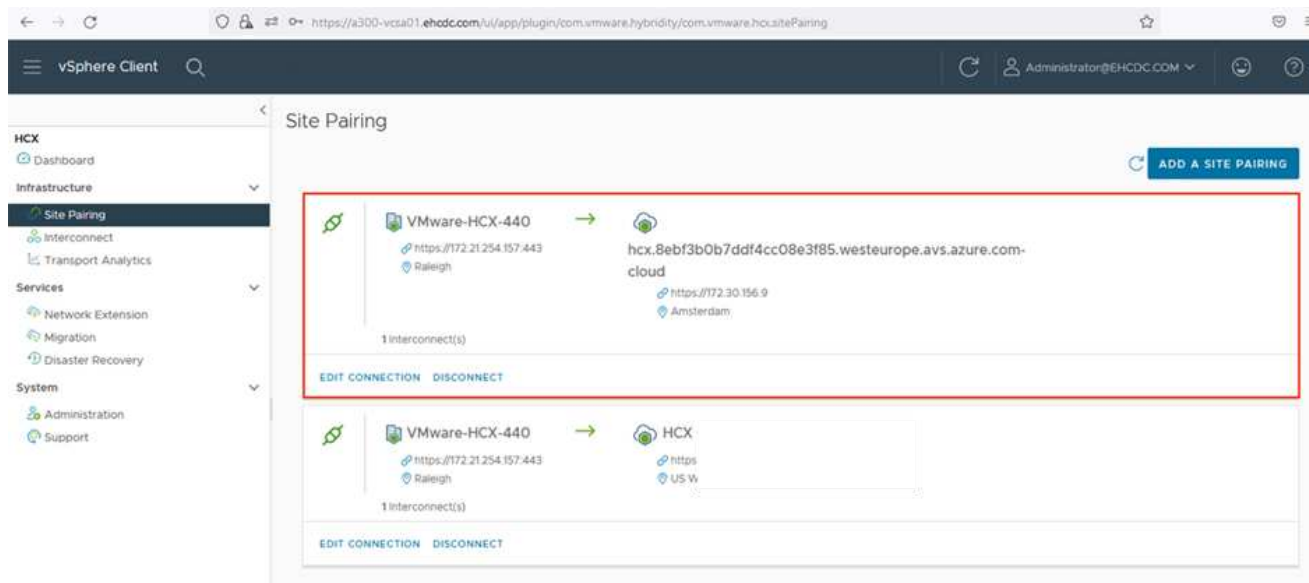 https://a300-vcsa01.ehcdc.com/ui/app/plugin/com.vmware.hybridity/com.vmware.hcx.sitePairing
vSphere Client
Administrator@EHCDC.COM
HCX
Dashboard
Infrastructure
Site Pairing
Interconnect
Transport Analytics
Services
Network Extension
Migration
Disaster Recovery
System
Administration
Support
Site Pairing
ADD A SITE PAIRING
VMware-HCX-440
https://172.21.254.157:443
Raleigh
hcx.8ebf3b0b7ddf4cc08e3f85.westeurope.avs.azure.com-
cloud
https://172.30.156.9
Amsterdam
1 Interconnect(s)
EDIT CONNECTION DISCONNECT
VMware-HCX-440
https://172.21.254.157:443
Raleigh
HCX
https
US W
1 Interconnect(s)
EDIT CONNECTION DISCONNECT